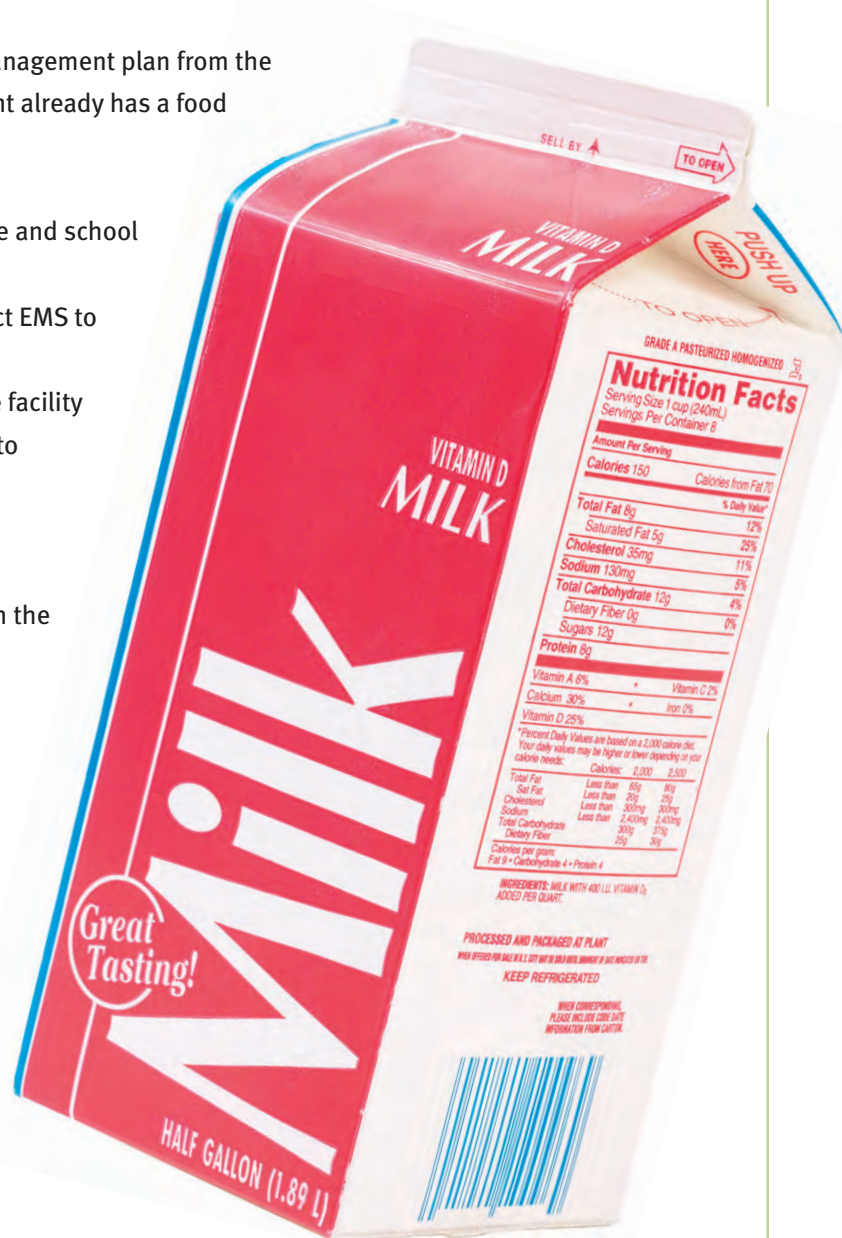 anagement plan from the
nt already has a food
e and school
ct EMS to
e facility
to
n the
SELL BY
TO OPEN
VITAMIN D
MILK
PUSH UP
HERE
TO OPEN
VITAMIN D
MILK
Milk
Great
Tasting!
HALF GALLON (1.89 L)
GRADE A PASTEURIZED HOMOGENIZED
Nutrition Facts
Serving Size 1 cup (240mL)
Servings Per Container 8
Amount Per Serving
Calories 150 Calories from Fat 70
% Daily Value*
Total Fat 8g 12%
Saturated Fat 5g 25%
Cholesterol 35mg 11%
Sodium 130mg 5%
Total Carbohydrate 12g 4%
Dietary Fiber 0g 0%
Sugars 12g
Protein 8g
Vitamin A 6% • Vitamin C 2%
Calcium 30% • Iron 0%
Vitamin D 25%
*Percent Daily Values are based on a 2,000 calorie diet.
Your daily values may be higher or lower depending on your
calorie needs:
Calories: 2,000 2,500
Total Fat Less than 65g 80g
Sat Fat Less than 20g 25g
Cholesterol Less than 300mg 300mg
Sodium Less than 2,400mg 2,400mg
Total Carbohydrate 300g 375g
Dietary Fiber 25g 30g
Calories per gram:
Fat 9 • Carbohydrate 4 • Protein 4
INGREDIENTS: MILK WITH 400 I.U. VITAMIN D₃
ADDED PER QUART.
PROCESSED AND PACKAGED AT PLANT
KEEP REFRIGERATED
WHEN CORRESPONDING,
PLEASE INCLUDE CODE DATE
INFORMATION FROM CARTON.